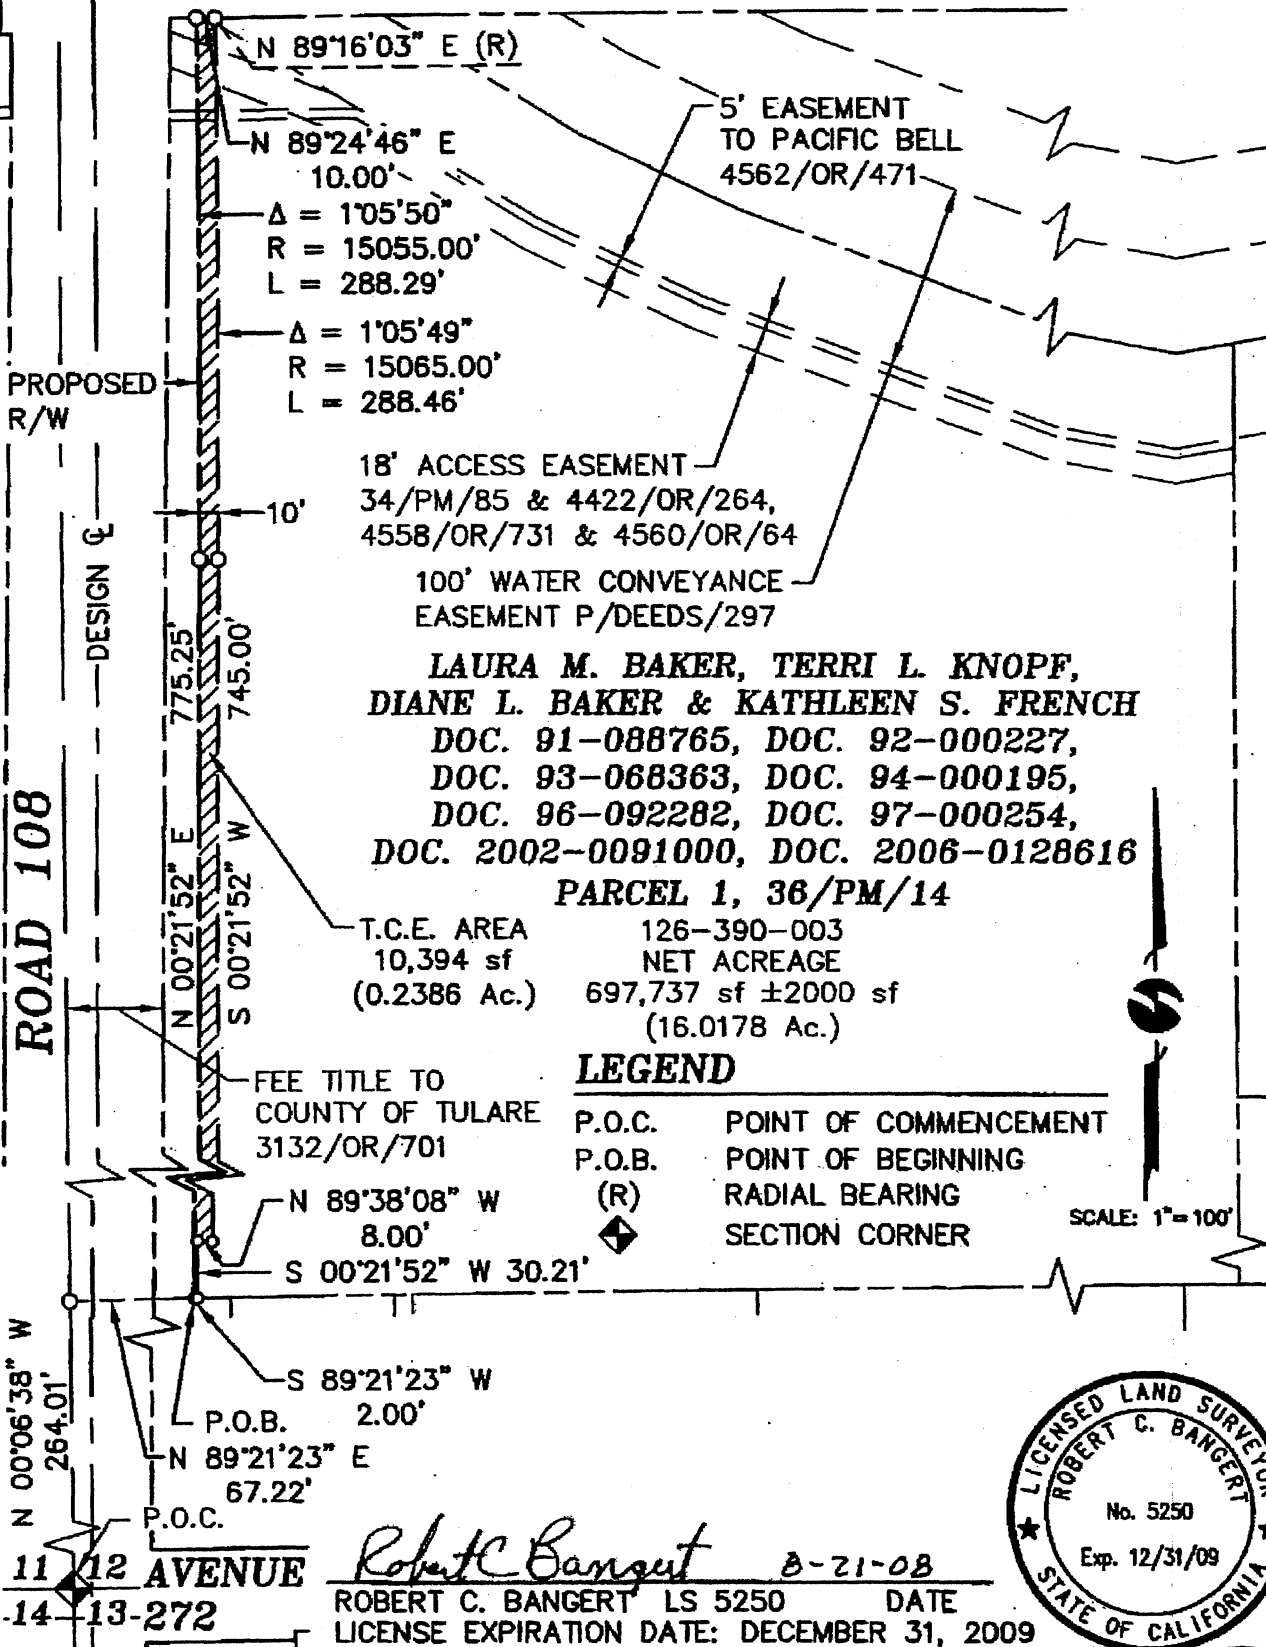 N 89°16'03" E (R)
5' EASEMENT
TO PACIFIC BELL
4562/OR/471
N 89°24'46" E
10.00'
Δ = 1°05'50"
R = 15055.00'
L = 288.29'
Δ = 1°05'49"
R = 15065.00'
L = 288.46'
PROPOSED
R/W
18' ACCESS EASEMENT
34/PM/85 & 4422/OR/264,
4558/OR/731 & 4560/OR/64
10'
DESIGN ℄
100' WATER CONVEYANCE
EASEMENT P/DEEDS/297
N 00°21'52" E 775.25'
S 00°21'52" W 745.00'
LAURA M. BAKER, TERRI L. KNOPF,
DIANE L. BAKER & KATHLEEN S. FRENCH
DOC. 91-088765, DOC. 92-000227,
DOC. 93-068363, DOC. 94-000195,
DOC. 96-092282, DOC. 97-000254,
DOC. 2002-0091000, DOC. 2006-0128616
PARCEL 1, 36/PM/14
126-390-003
NET ACREAGE
697,737 sf ±2000 sf
(16.0178 Ac.)
ROAD 108
T.C.E. AREA
10,394 sf
(0.2386 Ac.)
FEE TITLE TO
COUNTY OF TULARE
3132/OR/701
LEGEND
P.O.C. POINT OF COMMENCEMENT
P.O.B. POINT OF BEGINNING
(R) RADIAL BEARING
SECTION CORNER
SCALE: 1"=100'
N 89°38'08" W
8.00'
S 00°21'52" W 30.21'
S 89°21'23" W
2.00'
P.O.B.
N 89°21'23" E
67.22'
N 00°06'38" W
264.01'
P.O.C.
11 12 AVENUE
14 13 272
Robert C Bangert 8-21-08
ROBERT C. BANGERT LS 5250 DATE
LICENSE EXPIRATION DATE: DECEMBER 31, 2009
LICENSED LAND SURVEYOR
ROBERT C. BANGERT
No. 5250
Exp. 12/31/09
STATE OF CALIFORNIA